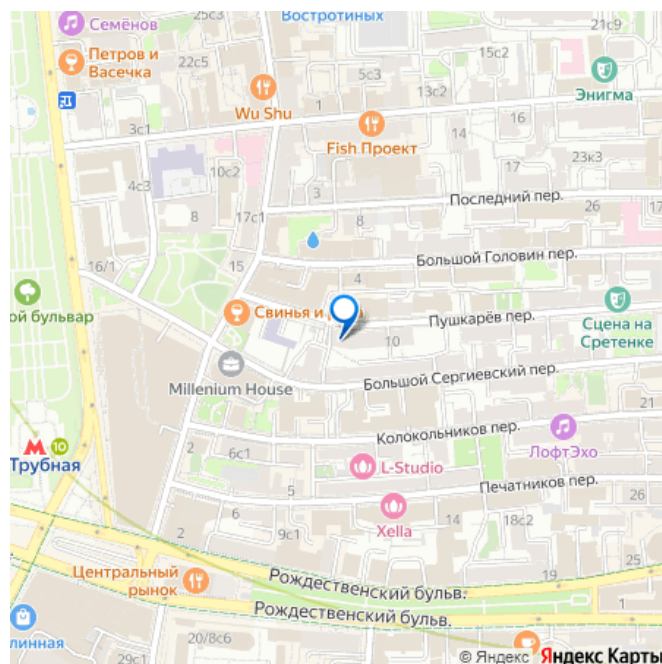 25с3
Востротиных
Семёнов
15с2
Петров и
Васечка
22с5
5с3
13с2
Энигма
Wu Shu
1
16
3с1
Fish Проект
14
10с2
17
23к3
4с3
3
Последний пер.
26
8
17с1
8
Большой Головин пер.
16/1
15
4
ой бульвар
Свинья и
Пушкарёв пер.
10
Сцена на
Сретенке
Millenium House
Большой Сергиевский пер.
21
Колокольников пер.
2
6с1
ЛофтЭхо
10
Трубная
L-Studio
Печатников пер.
5
26
6
Xella
14
18с2
2
9с1
25
Центральный
рынок
Рождественский бульв.
19
1
Рождественский бульв.
линная
20/8с6
29с1
© Яндекс Яндекс Карты